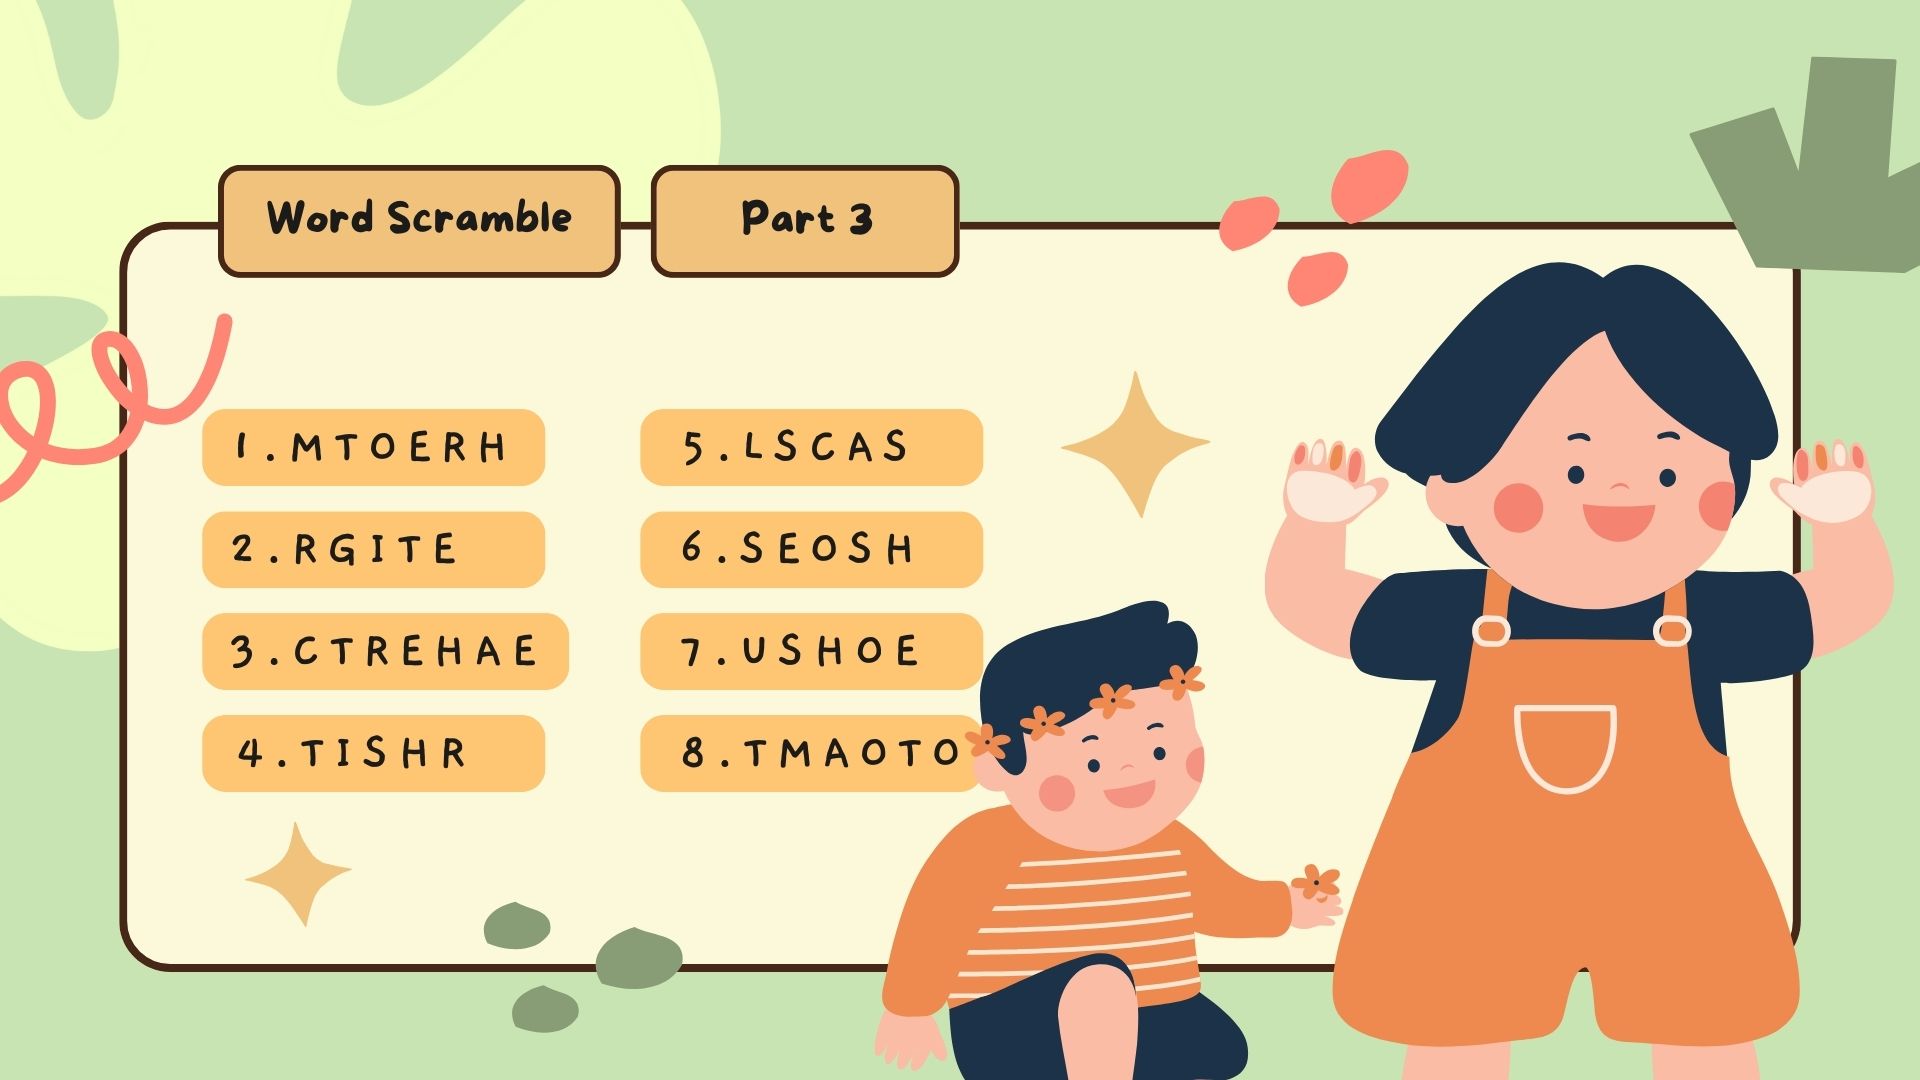 Word Scramble
Part 3
1.MTOERH
2.RGITE
3.CTREHAE
4.TISHR
5.LSCAS
6.SEOSH
7.USHOE
8.TMAOTO